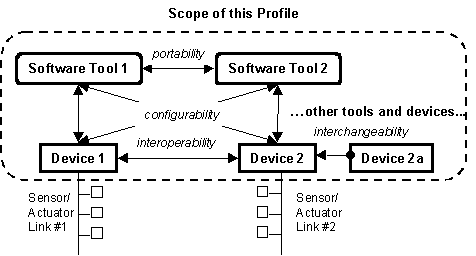 Scope of this Profile
portability
Software Tool 1
Software Tool 2
configurability
...other tools and devices...
interoperability
interchangeability
Device 1
Device 2
Device 2a
Sensor/
Actuator
Link #1
Sensor/
Actuator
Link #2